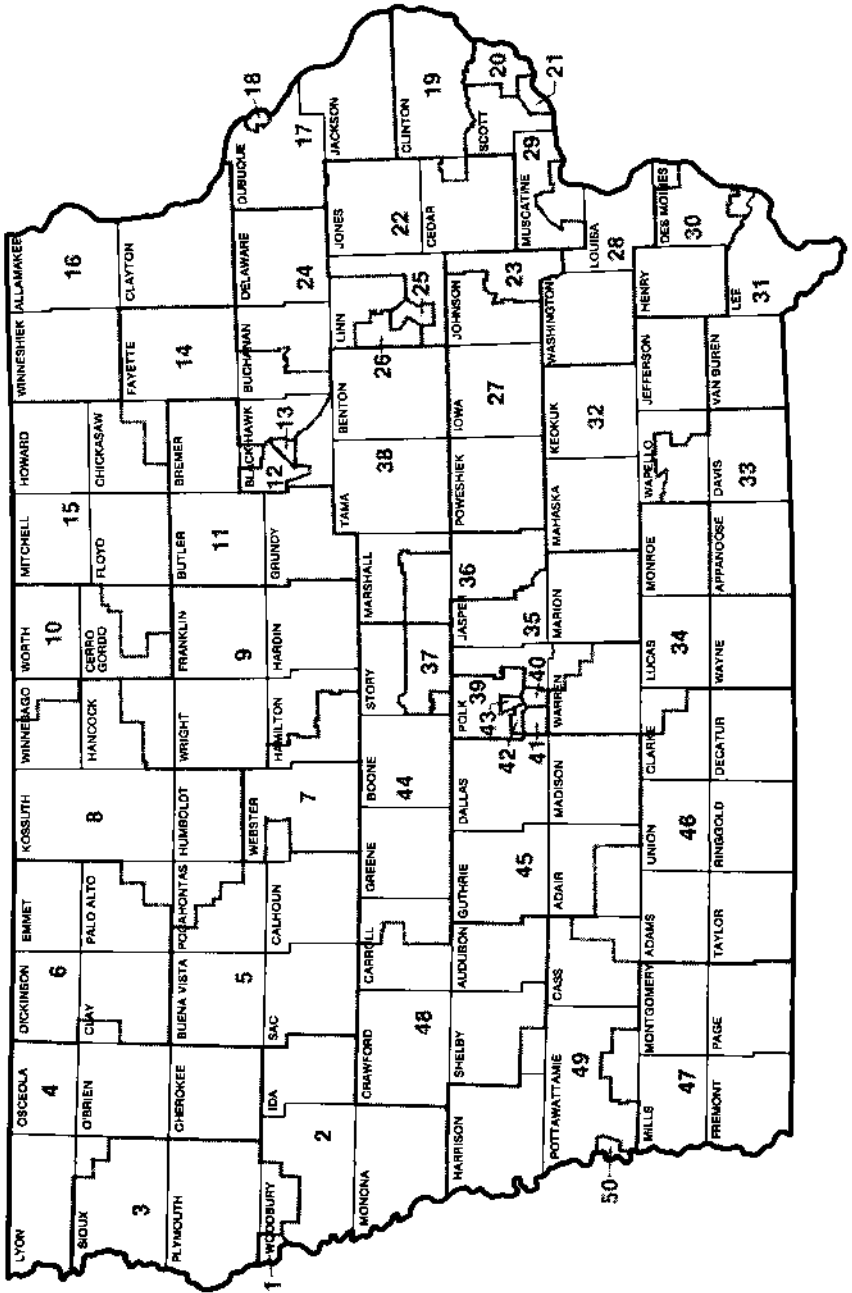 LYON
OSCEOLA
DICKINSON
EMMET
KOSSUTH
WINNEBAGO
WORTH
MITCHELL
HOWARD
WINNESHIEK
ALLAMAKEE
4
6
8
10
15
16
SIOUX
O'BRIEN
CLAY
PALO ALTO
HANCOCK
CERRO
GORDO
FLOYD
CHICKASAW
FAYETTE
CLAYTON
3
14
PLYMOUTH
CHEROKEE
BUENA VISTA
POCAHONTAS
HUMBOLDT
WRIGHT
FRANKLIN
BUTLER
BREMER
5
9
11
WEBSTER
BLACK HAWK
BUCHANAN
DELAWARE
DUBUQUE
12
13
18
1
WOODBURY
IDA
SAC
CALHOUN
HAMILTON
HARDIN
GRUNDY
2
7
24
17
MONONA
CRAWFORD
CARROLL
GREENE
BOONE
STORY
MARSHALL
TAMA
BENTON
LINN
JONES
JACKSON
48
44
37
38
26
25
22
19
CLINTON
CEDAR
HARRISON
SHELBY
AUDUBON
GUTHRIE
DALLAS
POLK
JASPER
POWESHIEK
IOWA
JOHNSON
SCOTT
39
43
36
27
23
20
21
45
42
41
40
35
29
MUSCATINE
POTTAWATTAMIE
CASS
ADAIR
MADISON
WARREN
MARION
MAHASKA
KEOKUK
WASHINGTON
LOUISA
49
50
32
28
MILLS
MONTGOMERY
ADAMS
UNION
CLARKE
LUCAS
MONROE
WAPELLO
JEFFERSON
HENRY
DES MOINES
47
46
34
30
FREMONT
PAGE
TAYLOR
RINGGOLD
DECATUR
WAYNE
APPANOOSE
DAVIS
VAN BUREN
LEE
33
31